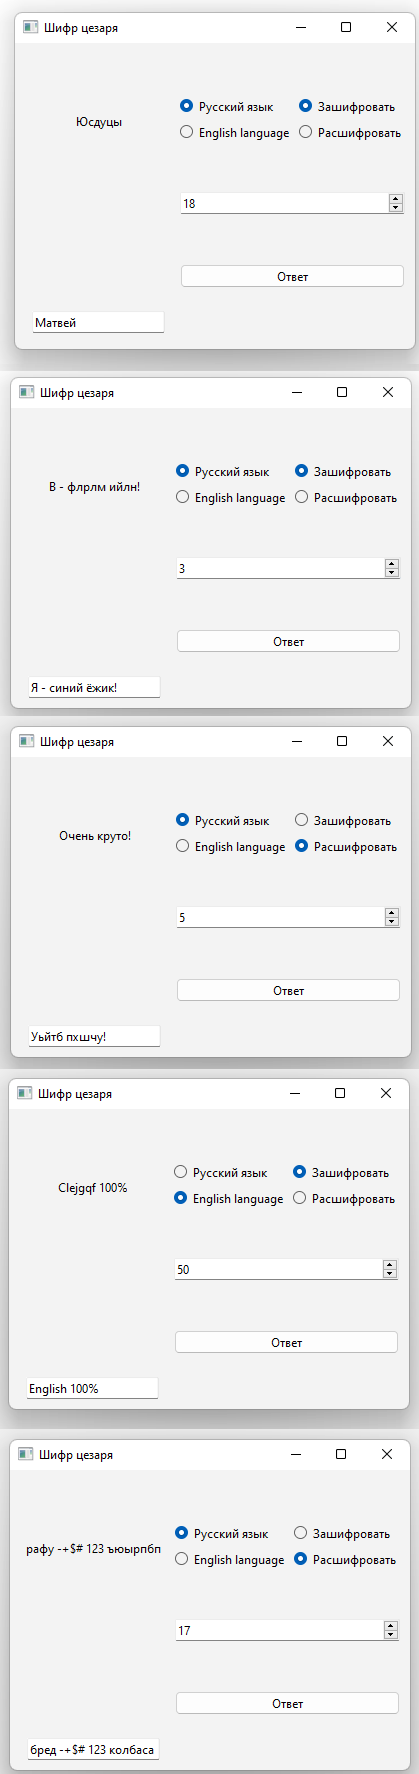 Шифр цезаря
Русский язык Зашифровать
Юсдуцы
English language Расшифровать
18
Ответ
Матвей
Шифр цезаря
Русский язык Зашифровать
В - флрлм ийлн!
English language Расшифровать
3
Ответ
Я - синий ёжик!
Шифр цезаря
Русский язык Зашифровать
Очень круто!
English language Расшифровать
5
Ответ
Уьйтб пхшчу!
Шифр цезаря
Русский язык Зашифровать
Clejgqf 100%
English language Расшифровать
50
Ответ
English 100%
Шифр цезаря
Русский язык Зашифровать
рафу -+$# 123 ъюырпбп
English language Расшифровать
17
Ответ
бред -+$# 123 колбаса